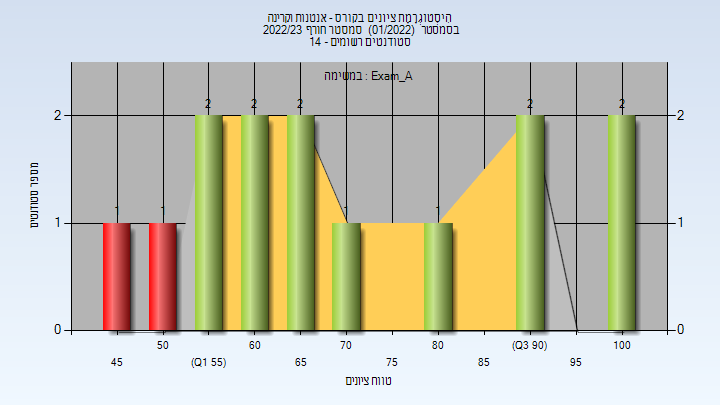 היסטוגרמת ציונים בקורס - אנטנות וקרינה
בסמסטר (01/2022) סמסטר חורף 2022/23
סטודנטים רשומים - 14
במשימה : Exam_A
מספר סטודנטים
2 2 2 2 2
1 1 1 1
2 2
1 1
0 0
50 60 70 80 (Q3 90) 100
45 (Q1 55) 65 75 85 95
טווח ציונים